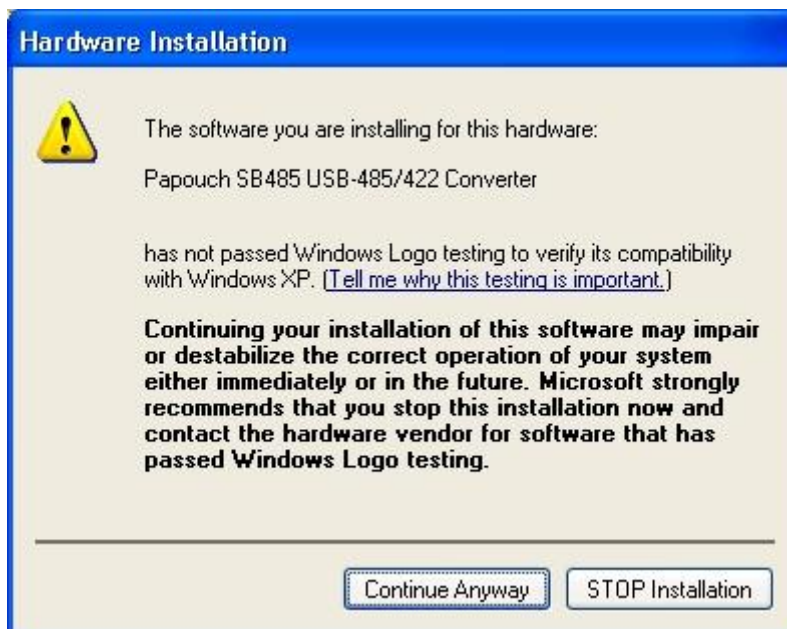 Hardware Installation
The software you are installing for this hardware:
Papouch SB485 USB-485/422 Converter
has not passed Windows Logo testing to verify its compatibility
with Windows XP. (Tell me why this testing is important.)
Continuing your installation of this software may impair
or destabilize the correct operation of your system
either immediately or in the future. Microsoft strongly
recommends that you stop this installation now and
contact the hardware vendor for software that has
passed Windows Logo testing.
Continue Anyway
STOP Installation